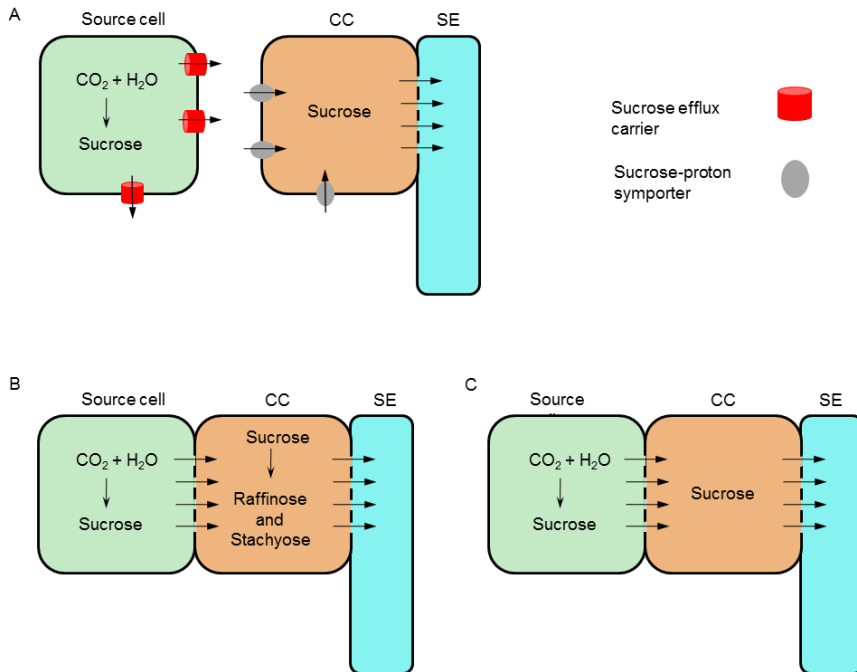 A
Source cell
CC
SE
CO₂ + H₂O
Sucrose
Sucrose
Sucrose efflux
carrier
Sucrose-proton
symporter
B
Source cell
CC
SE
CO₂ + H₂O
Sucrose
Sucrose
Raffinose
and
Stachyose
C
Source
CC
SE
CO₂ + H₂O
Sucrose
Sucrose